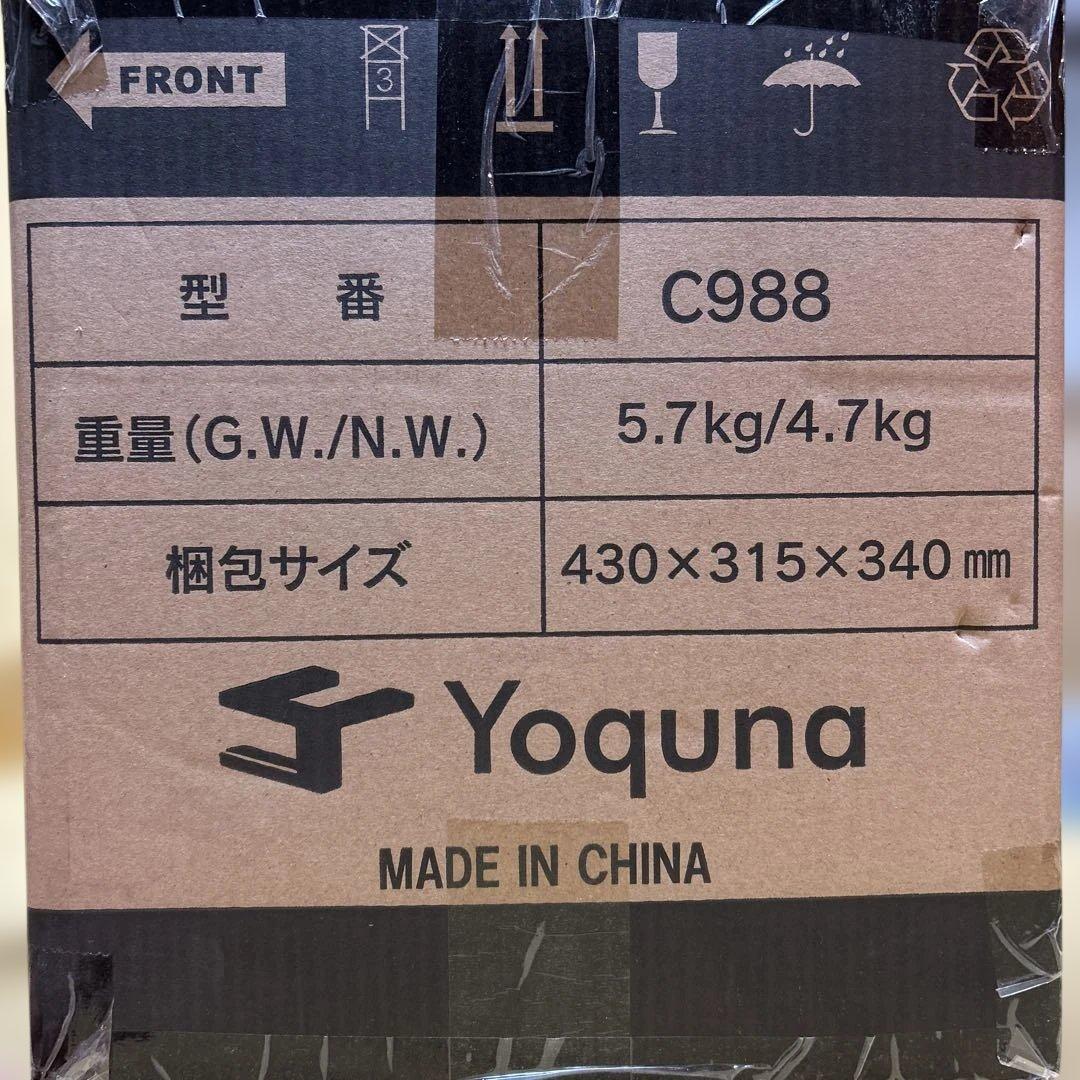 FRONT
3
型番 C988
重量(G.W./N.W.) 5.7kg/4.7kg
梱包サイズ 430×315×340mm
Yoquna
MADE IN CHINA